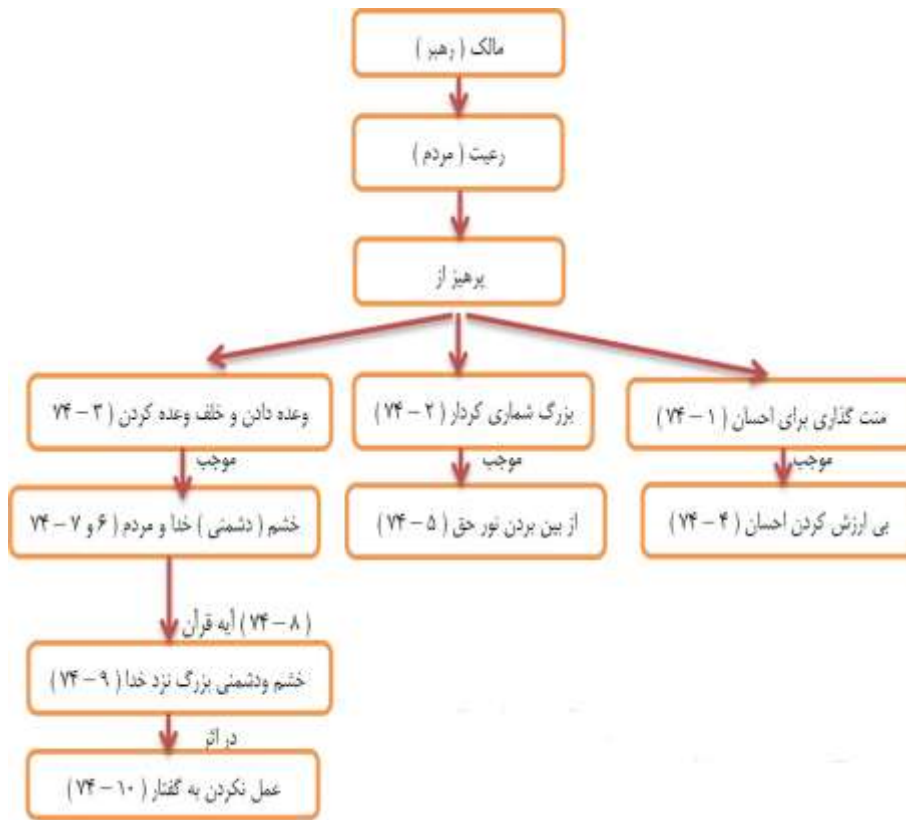 مالک ( رهبر )
رعیت ( مردم )
پرهیز از
منت گذاری برای احسان ( ۱ – ۷۴ )
بزرگ شماری کردار ( ۲ – ۷۴ )
وعده دادن و خلف وعده کردن ( ۳ – ۷۴
موجب
موجب
موجب
بی ارزش کردن احسان ( ۴ – ۷۴ )
از بین بردن نور حق ( ۵ – ۷۴ )
خشم ( دشمنی ) خدا و مردم ( ۶ و ۷ – ۷۴
( ۸ – ۷۴ ) آیه قرآن
خشم ودشمنی بزرگ نزد خدا ( ۹ – ۷۴ )
در اثر
عمل نکردن به گفتار ( ۱۰ – ۷۴ )